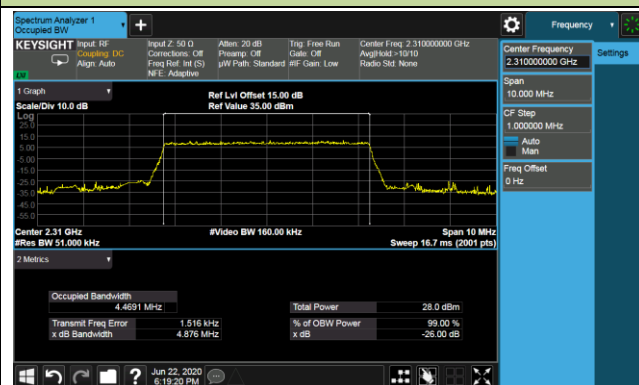 Spectrum Analyzer 1
Occupied BW
+
Frequency
KEYSIGHT
Input: RF
Coupling: DC
Align: Auto
Input Z: 50 Ω
Corrections: Off
Freq Ref: Int (S)
NFE: Adaptive
Atten: 20 dB
Preamp: Off
µW Path: Standard
Trig: Free Run
Gate: Off
#IF Gain: Low
Center Freq: 2.310000000 GHz
Avg|Hold:>10/10
Radio Std: None
LXI
Center Frequency
2.310000000 GHz
Settings
Span
10.000 MHz
CF Step
1.000000 MHz
Auto
Man
Freq Offset
0 Hz
1 Graph
Scale/Div 10.0 dB
Ref Lvl Offset 15.00 dB
Ref Value 35.00 dBm
Log
25.0
15.0
5.00
-5.00
-15.0
-25.0
-35.0
-45.0
-55.0
Center 2.31 GHz
#Res BW 51.000 kHz
#Video BW 160.00 kHz
Span 10 MHz
Sweep 16.7 ms (2001 pts)
2 Metrics
Occupied Bandwidth
4.4691 MHz
Total Power 28.0 dBm
Transmit Freq Error 1.516 kHz
% of OBW Power 99.00 %
x dB Bandwidth 4.876 MHz
x dB -26.00 dB
?
Jun 22, 2020
6:19:20 PM